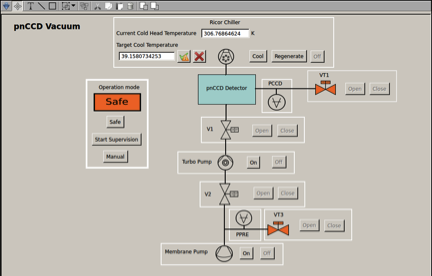 pnCCD Vacuum
Ricor Chiller
Current Cold Head Temperature 306.76864624 K
Target Cool Temperature
39.1580734253
Cool Regenerate Off
Operation mode
Safe
Safe
Start Supervision
Manual
pnCCD Detector
PCCD
VT1
Open Close
V1
Open Close
Turbo Pump
On Off
V2
Open Close
PPRE
VT3
Open Close
Membrane Pump
On Off